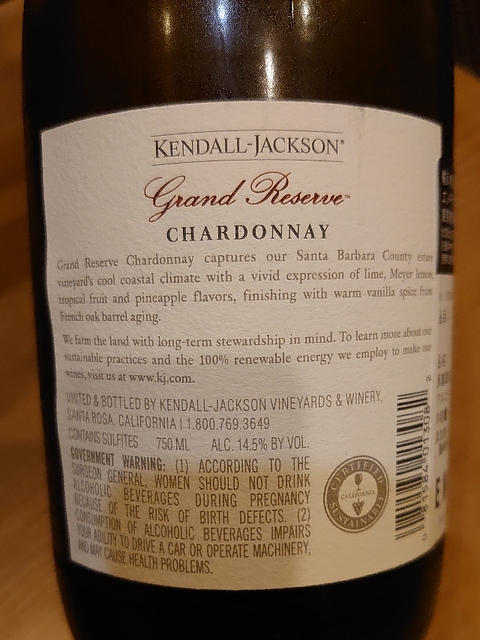 KENDALL-JACKSON®
Grand Reserve™
CHARDONNAY
Grand Reserve Chardonnay captures our Santa Barbara County estate
vineyard's cool coastal climate with a vivid expression of lime, Meyer lemon,
tropical fruit and pineapple flavors, finishing with warm vanilla spice from
French oak barrel aging.
We farm the land with long-term stewardship in mind. To learn more about our
sustainable practices and the 100% renewable energy we employ to make our
wines, visit us at www.kj.com.
VINTED & BOTTLED BY KENDALL-JACKSON VINEYARDS & WINERY,
SANTA ROSA, CALIFORNIA | 1.800.769.3649
CONTAINS SULFITES 750 ML ALC. 14.5% BY VOL.
GOVERNMENT WARNING: (1) ACCORDING TO THE
SURGEON GENERAL, WOMEN SHOULD NOT DRINK
ALCOHOLIC BEVERAGES DURING PREGNANCY
BECAUSE OF THE RISK OF BIRTH DEFECTS. (2)
CONSUMPTION OF ALCOHOLIC BEVERAGES IMPAIRS
YOUR ABILITY TO DRIVE A CAR OR OPERATE MACHINERY,
AND MAY CAUSE HEALTH PROBLEMS.
CERTIFIED
CALIFORNIA
SUSTAINABLE